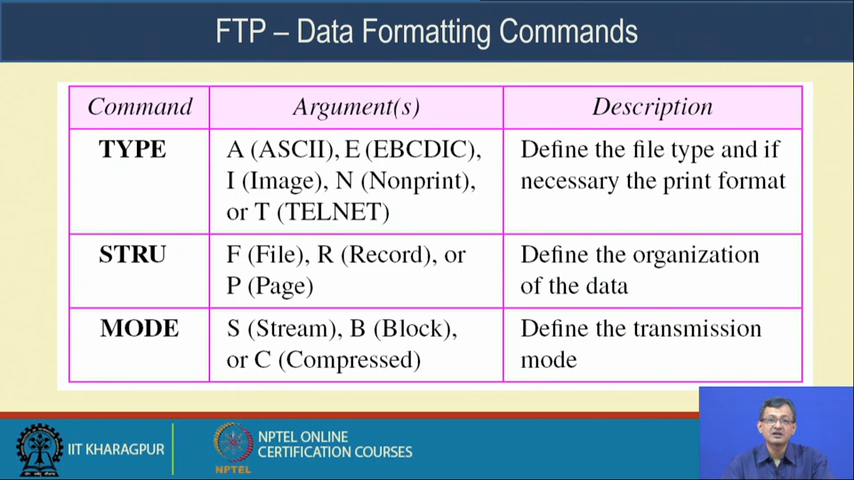 FTP – Data Formatting Commands
Command Argument(s) Description
TYPE A (ASCII), E (EBCDIC), Define the file type and if
I (Image), N (Nonprint), necessary the print format
or T (TELNET)
STRU F (File), R (Record), or Define the organization
P (Page) of the data
MODE S (Stream), B (Block), Define the transmission
or C (Compressed) mode
IIT KHARAGPUR
NPTEL
NPTEL ONLINE
CERTIFICATION COURSES